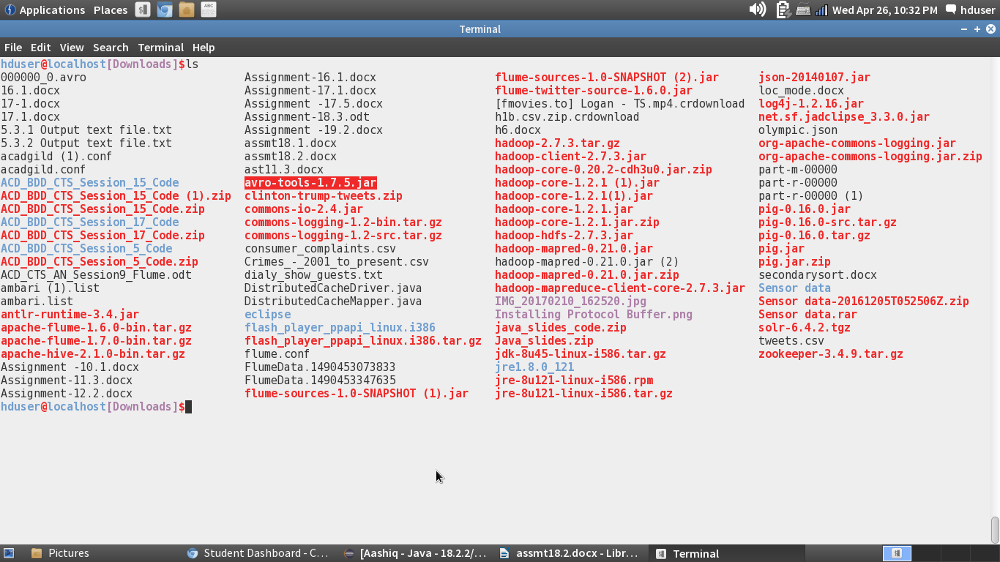 Applications Places Wed Apr 26, 10:32 PM hduser
Terminal
File Edit View Search Terminal Help
hduser@localhost[Downloads]$ls
000000_0.avro Assignment-16.1.docx flume-sources-1.0-SNAPSHOT (2).jar json-20140107.jar
16.1.docx Assignment-17.1.docx flume-twitter-source-1.6.0.jar loc_mode.docx
17-1.docx Assignment -17.5.docx [fmovies.to] Logan - TS.mp4.crdownload log4j-1.2.16.jar
17.1.docx Assignment-18.3.odt h1b.csv.zip.crdownload net.sf.jadclipse_3.3.0.jar
5.3.1 Output text file.txt Assignment -19.2.docx h6.docx olympic.json
5.3.2 Output text file.txt assmt18.1.docx hadoop-2.7.3.tar.gz org-apache-commons-logging.jar
acadgild (1).conf assmt18.2.docx hadoop-client-2.7.3.jar org-apache-commons-logging.jar.zip
acadgild.conf ast11.3.docx hadoop-core-0.20.2-cdh3u0.jar.zip part-m-00000
ACD_BDD_CTS_Session_15_Code avro-tools-1.7.5.jar hadoop-core-1.2.1 (1).jar part-r-00000
ACD_BDD_CTS_Session_15_Code (1).zip clinton-trump-tweets.zip hadoop-core-1.2.1(1).jar part-r-00000 (1)
ACD_BDD_CTS_Session_15_Code.zip commons-io-2.4.jar hadoop-core-1.2.1.jar pig-0.16.0.jar
ACD_BDD_CTS_Session_17_Code commons-logging-1.2-bin.tar.gz hadoop-core-1.2.1.jar.zip pig-0.16.0-src.tar.gz
ACD_BDD_CTS_Session_17_Code.zip commons-logging-1.2-src.tar.gz hadoop-hdfs-2.7.3.jar pig-0.16.0.tar.gz
ACD_BDD_CTS_Session_5_Code consumer_complaints.csv hadoop-mapred-0.21.0.jar pig.jar
ACD_BDD_CTS_Session_5_Code.zip Crimes_-_2001_to_present.csv hadoop-mapred-0.21.0.jar (2) pig.jar.zip
ACD_CTS_AN_Session9_Flume.odt dialy_show_guests.txt hadoop-mapred-0.21.0.jar.zip secondarysort.docx
ambari (1).list DistributedCacheDriver.java hadoop-mapreduce-client-core-2.7.3.jar Sensor data
ambari.list DistributedCacheMapper.java IMG_20170210_162520.jpg Sensor data-20161205T052506Z.zip
antlr-runtime-3.4.jar eclipse Installing Protocol Buffer.png Sensor data.rar
apache-flume-1.6.0-bin.tar.gz flash_player_ppapi_linux.i386 java_slides_code.zip solr-6.4.2.tgz
apache-flume-1.7.0-bin.tar.gz flash_player_ppapi_linux.i386.tar.gz Java_slides.zip tweets.csv
apache-hive-2.1.0-bin.tar.gz flume.conf jdk-8u45-linux-i586.tar.gz zookeeper-3.4.9.tar.gz
Assignment -10.1.docx FlumeData.1490453073833 jre1.8.0_121
Assignment-11.3.docx FlumeData.1490453347635 jre-8u121-linux-i586.rpm
Assignment-12.2.docx flume-sources-1.0-SNAPSHOT (1).jar jre-8u121-linux-i586.tar.gz
hduser@localhost[Downloads]$
Pictures Student Dashboard - C... [Aashiq - Java - 18.2.2/... assmt18.2.docx - Libr... Terminal